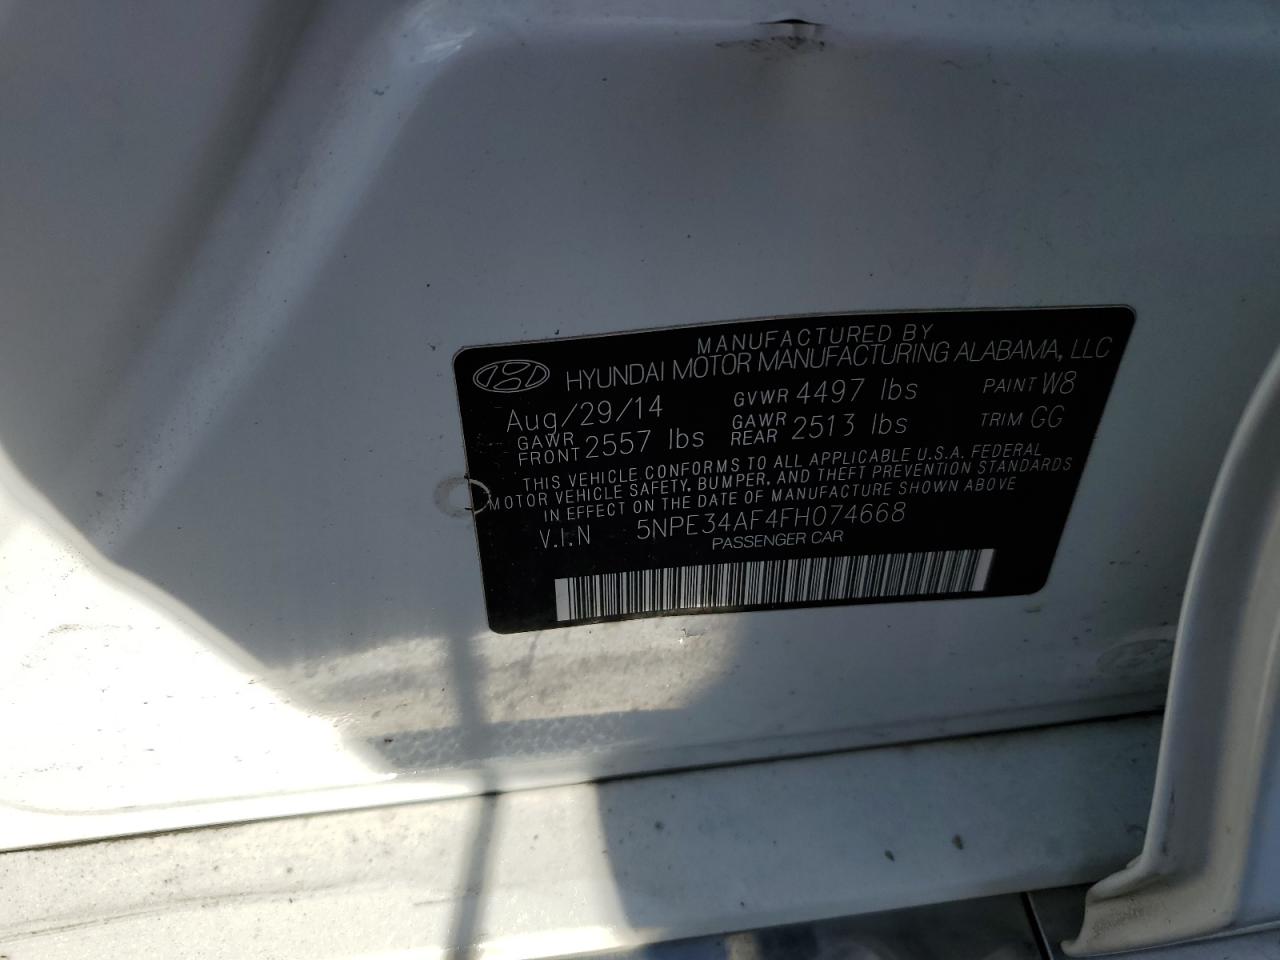 MANUFACTURED BY
HYUNDAI MOTOR MANUFACTURING ALABAMA, LLC
Aug/29/14 GVWR 4497 lbs PAINT W8
GAWR FRONT 2557 lbs GAWR REAR 2513 lbs TRIM GG
THIS VEHICLE CONFORMS TO ALL APPLICABLE U.S.A. FEDERAL
MOTOR VEHICLE SAFETY, BUMPER, AND THEFT PREVENTION STANDARDS
IN EFFECT ON THE DATE OF MANUFACTURE SHOWN ABOVE
V.I.N 5NPE34AF4FH074668
PASSENGER CAR